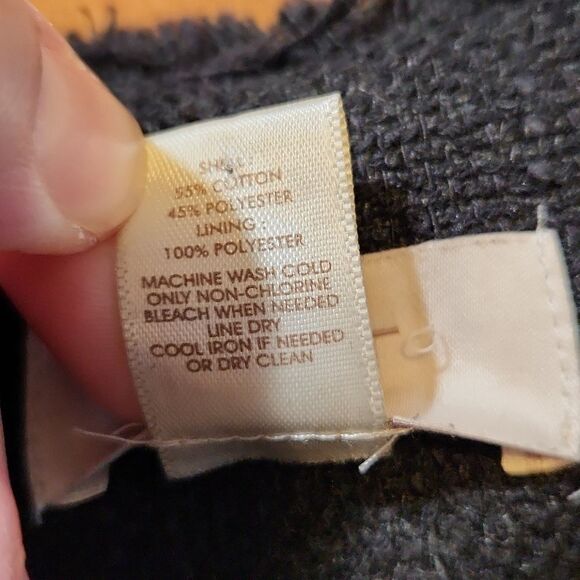 SHELL :
55% COTTON
45% POLYESTER
LINING :
100% POLYESTER
MACHINE WASH COLD
ONLY NON-CHLORINE
BLEACH WHEN NEEDED
LINE DRY
COOL IRON IF NEEDED
OR DRY CLEAN